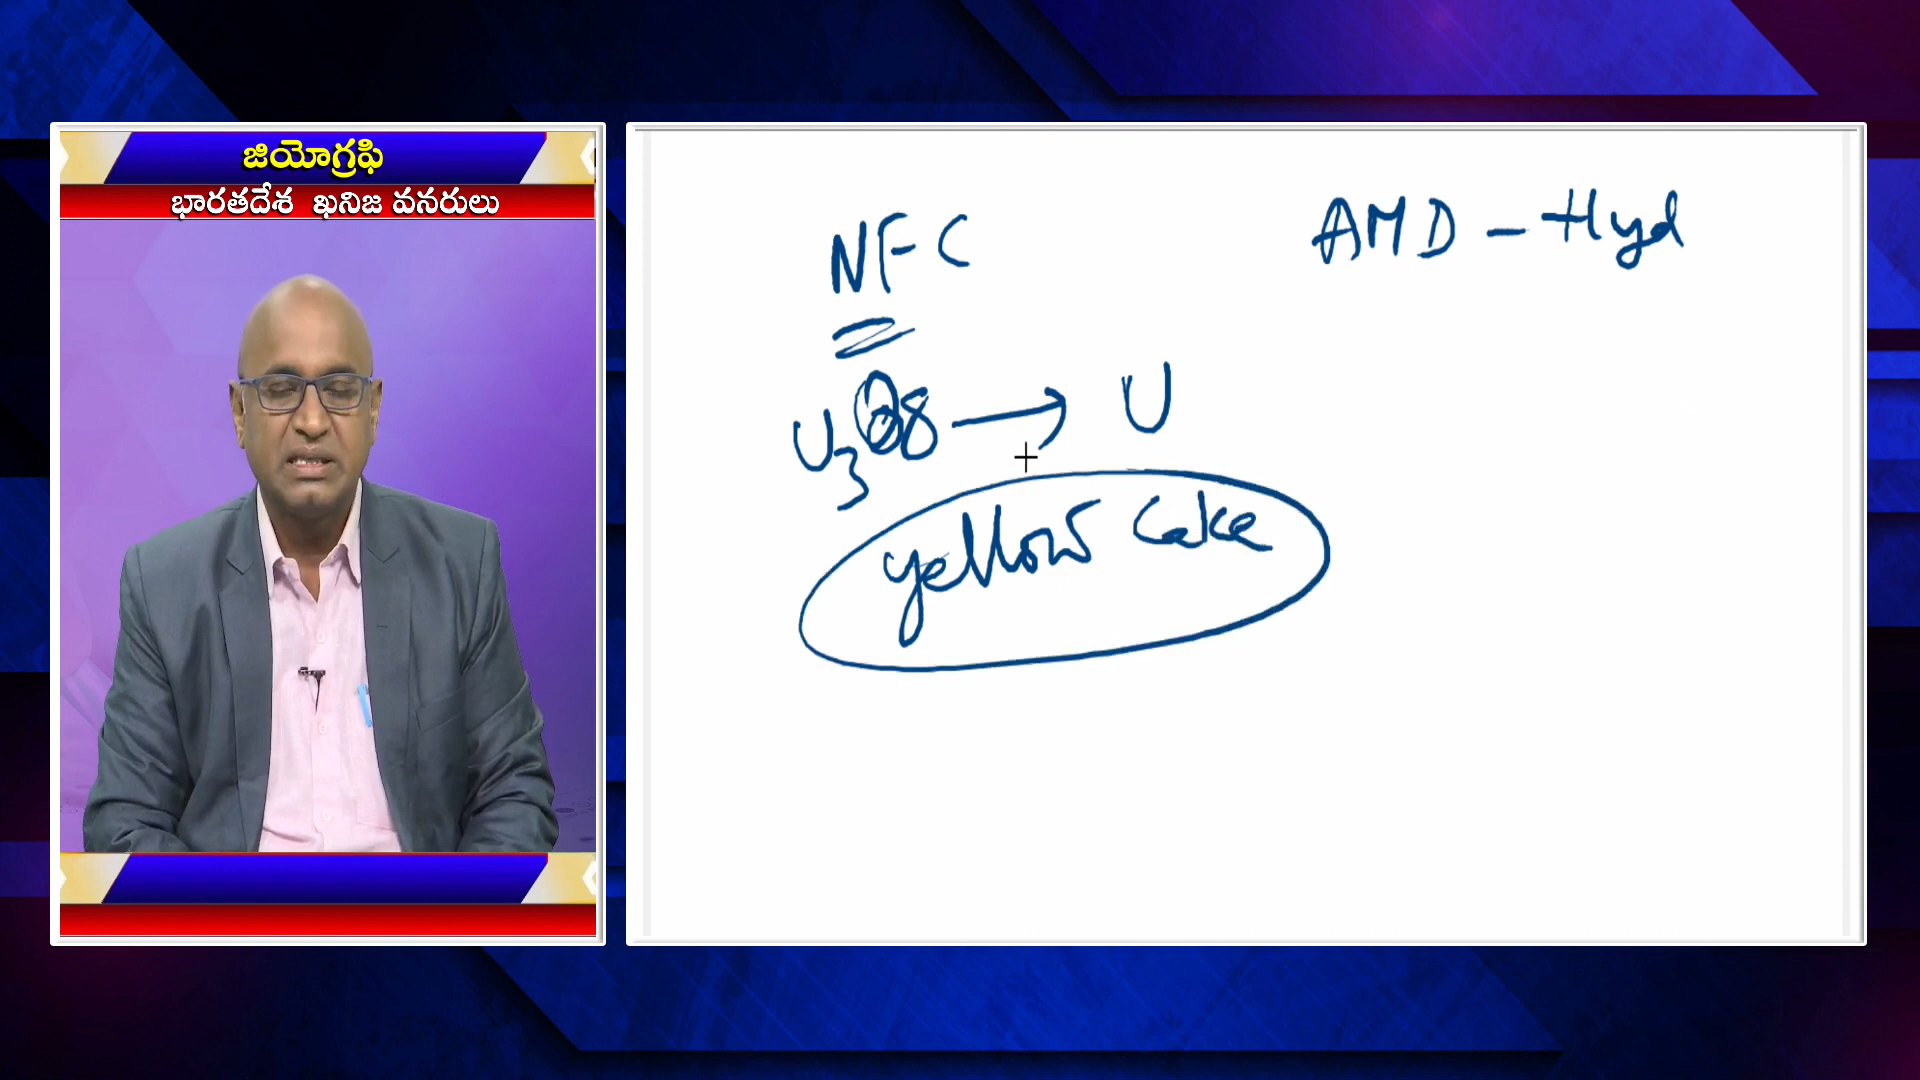 జియోగ్రఫి
భారతదేశ ఖనిజ వనరులు
NFC
AMD - Hyd
U3O8 → U
yellow cake